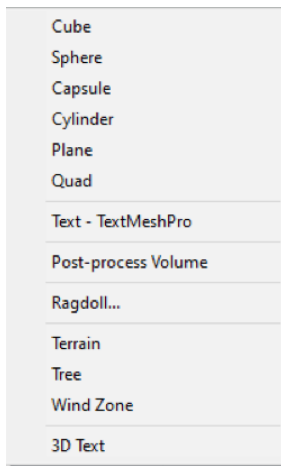 Cube
Sphere
Capsule
Cylinder
Plane
Quad
Text - TextMeshPro
Post-process Volume
Ragdoll...
Terrain
Tree
Wind Zone
3D Text